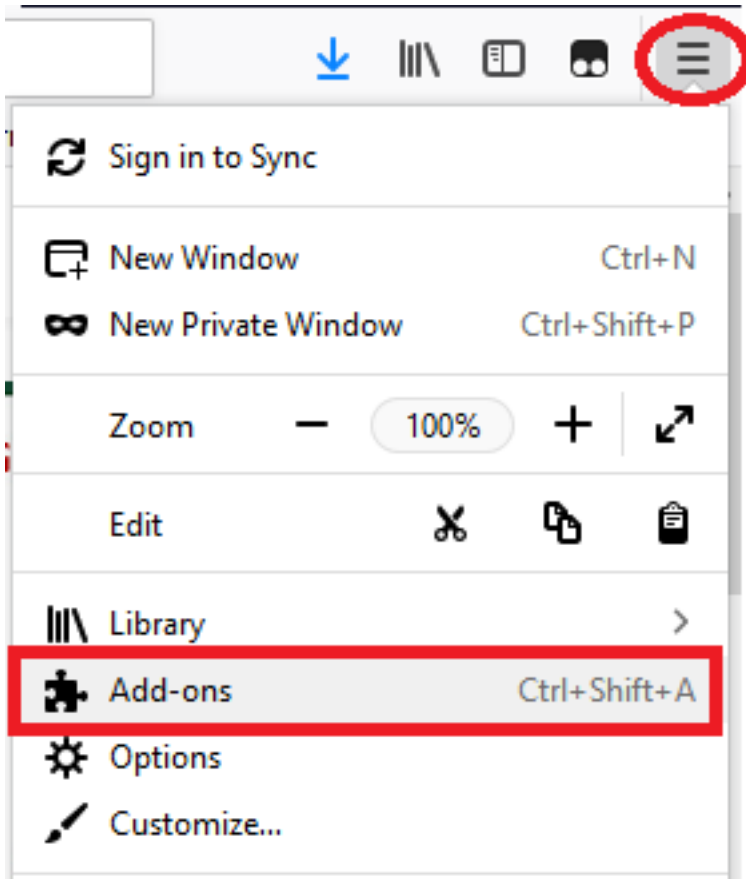 Sign in to Sync
New Window Ctrl+N
New Private Window Ctrl+Shift+P
Zoom 100%
Edit
Library
Add-ons Ctrl+Shift+A
Options
Customize...